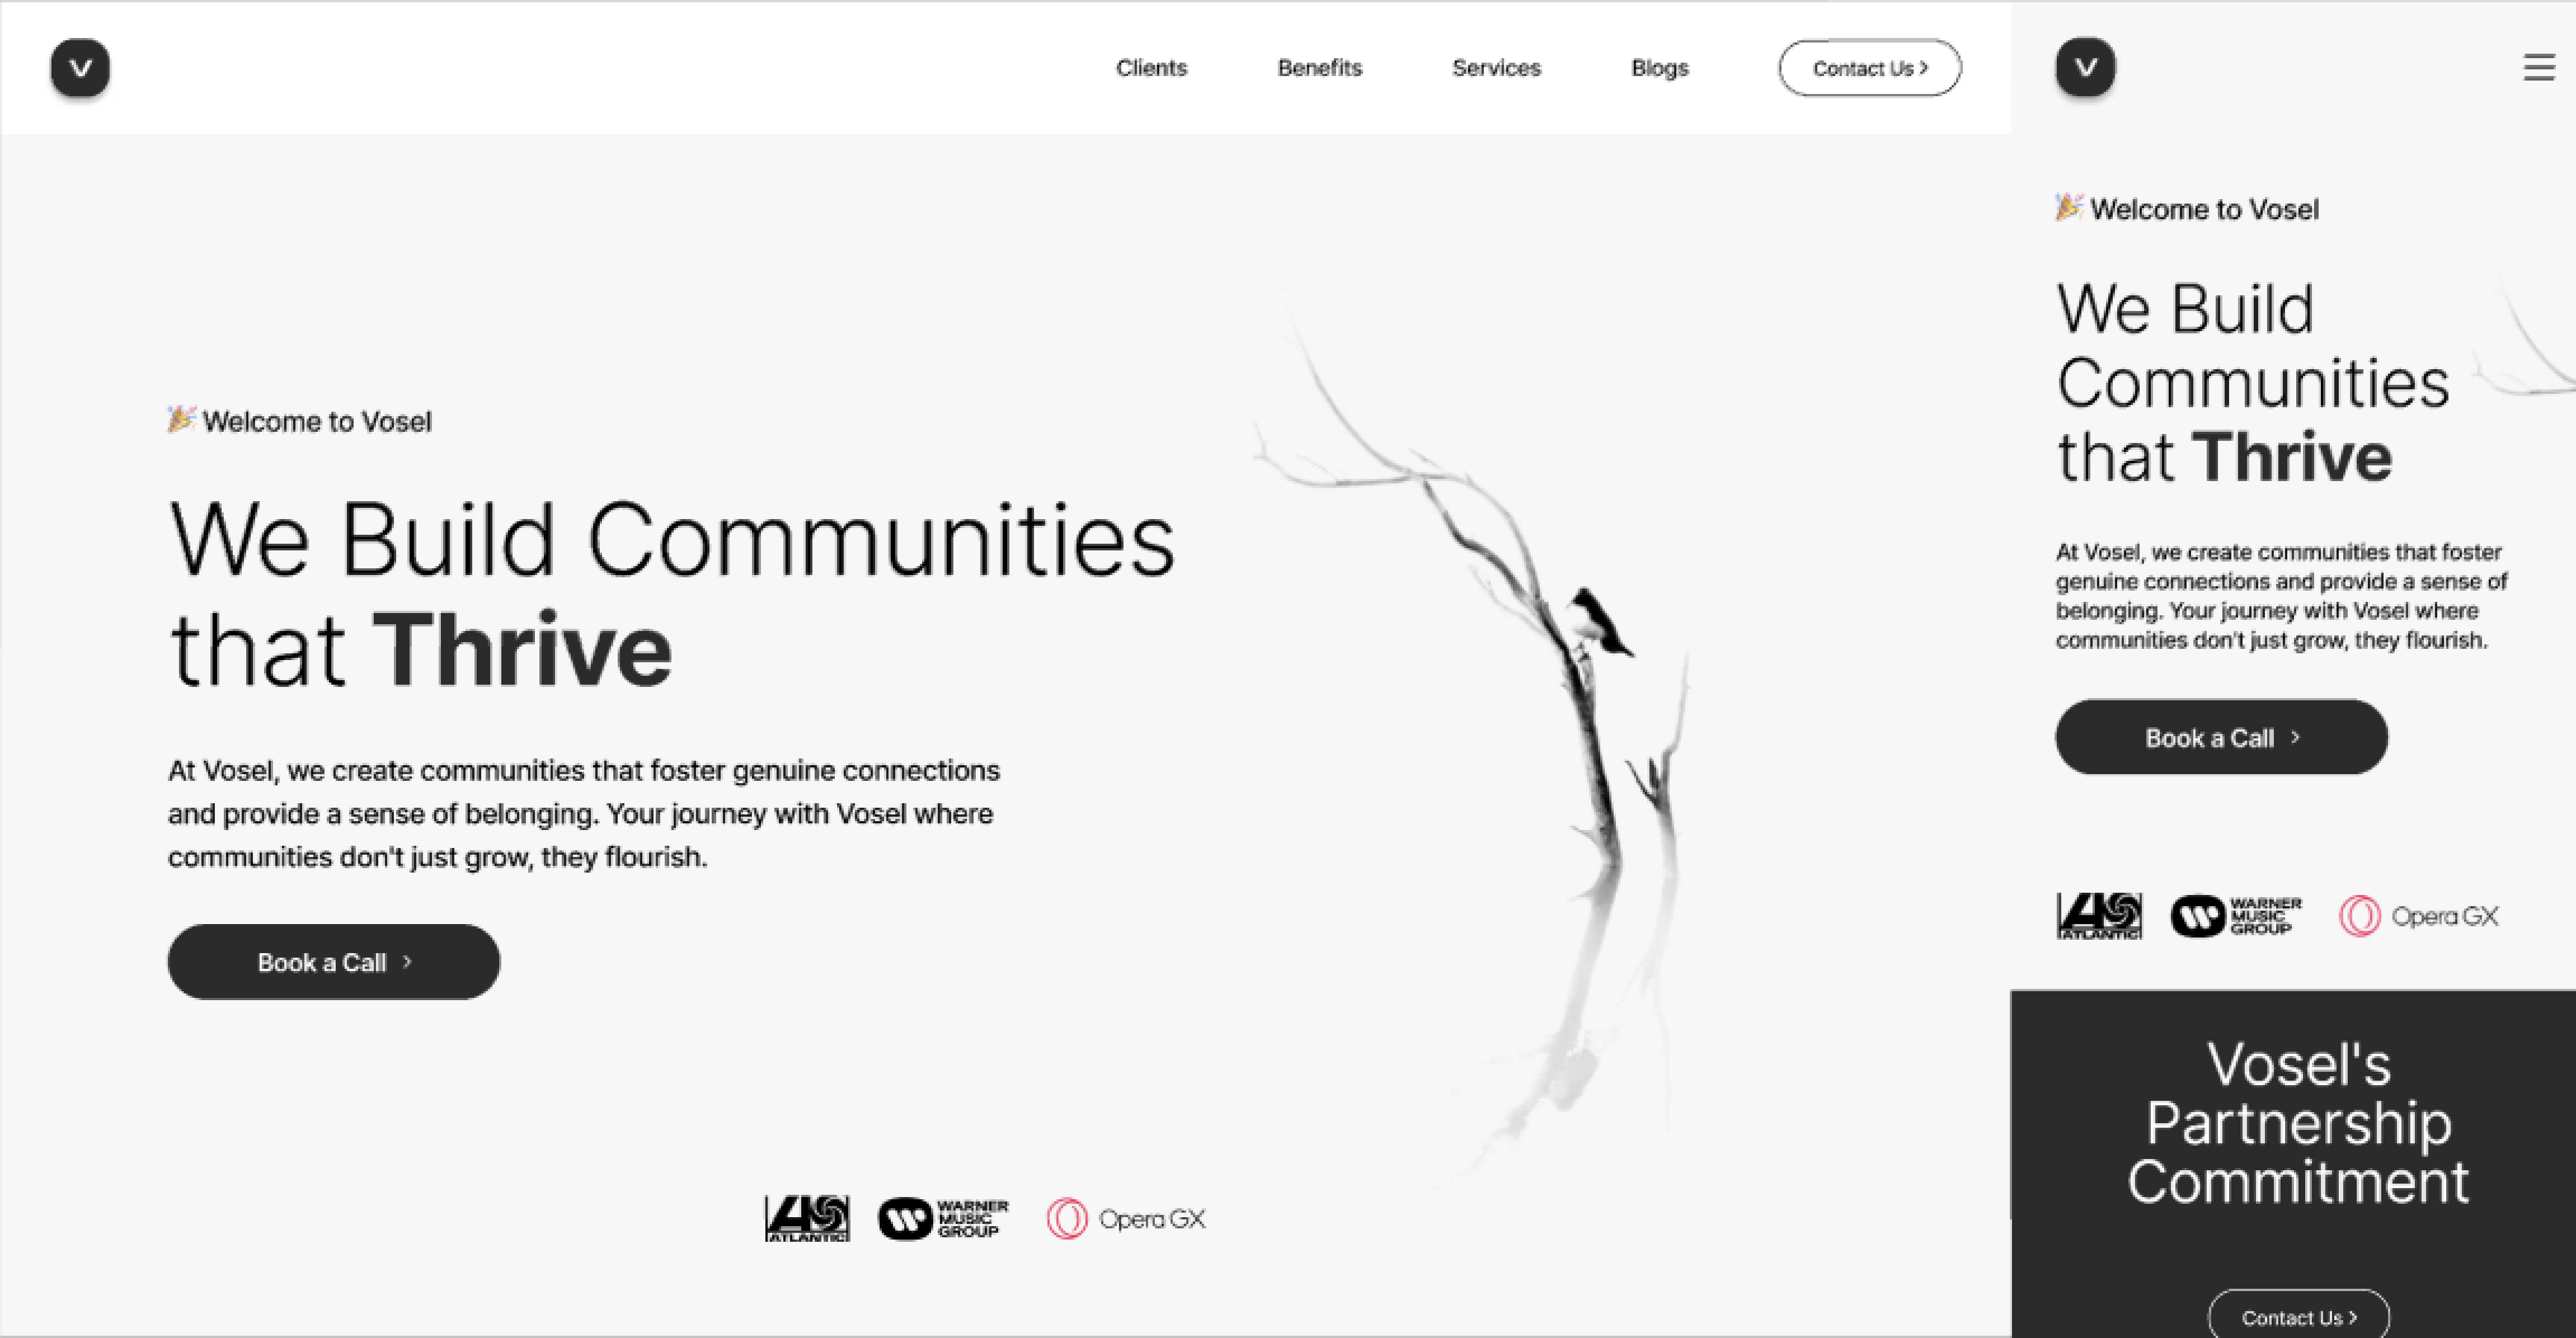 V
Clients
Benefits
Services
Blogs
Contact Us >
🎉 Welcome to Vosel
We Build Communities
that Thrive
At Vosel, we create communities that foster genuine connections
and provide a sense of belonging. Your journey with Vosel where
communities don't just grow, they flourish.
Book a Call >
ATLANTIC
WARNER
MUSIC
GROUP
Opera GX
V
🎉 Welcome to Vosel
We Build
Communities
that Thrive
At Vosel, we create communities that foster
genuine connections and provide a sense of
belonging. Your journey with Vosel where
communities don't just grow, they flourish.
Book a Call >
ATLANTIC
WARNER
MUSIC
GROUP
Opera GX
Vosel's
Partnership
Commitment
Contact Us >